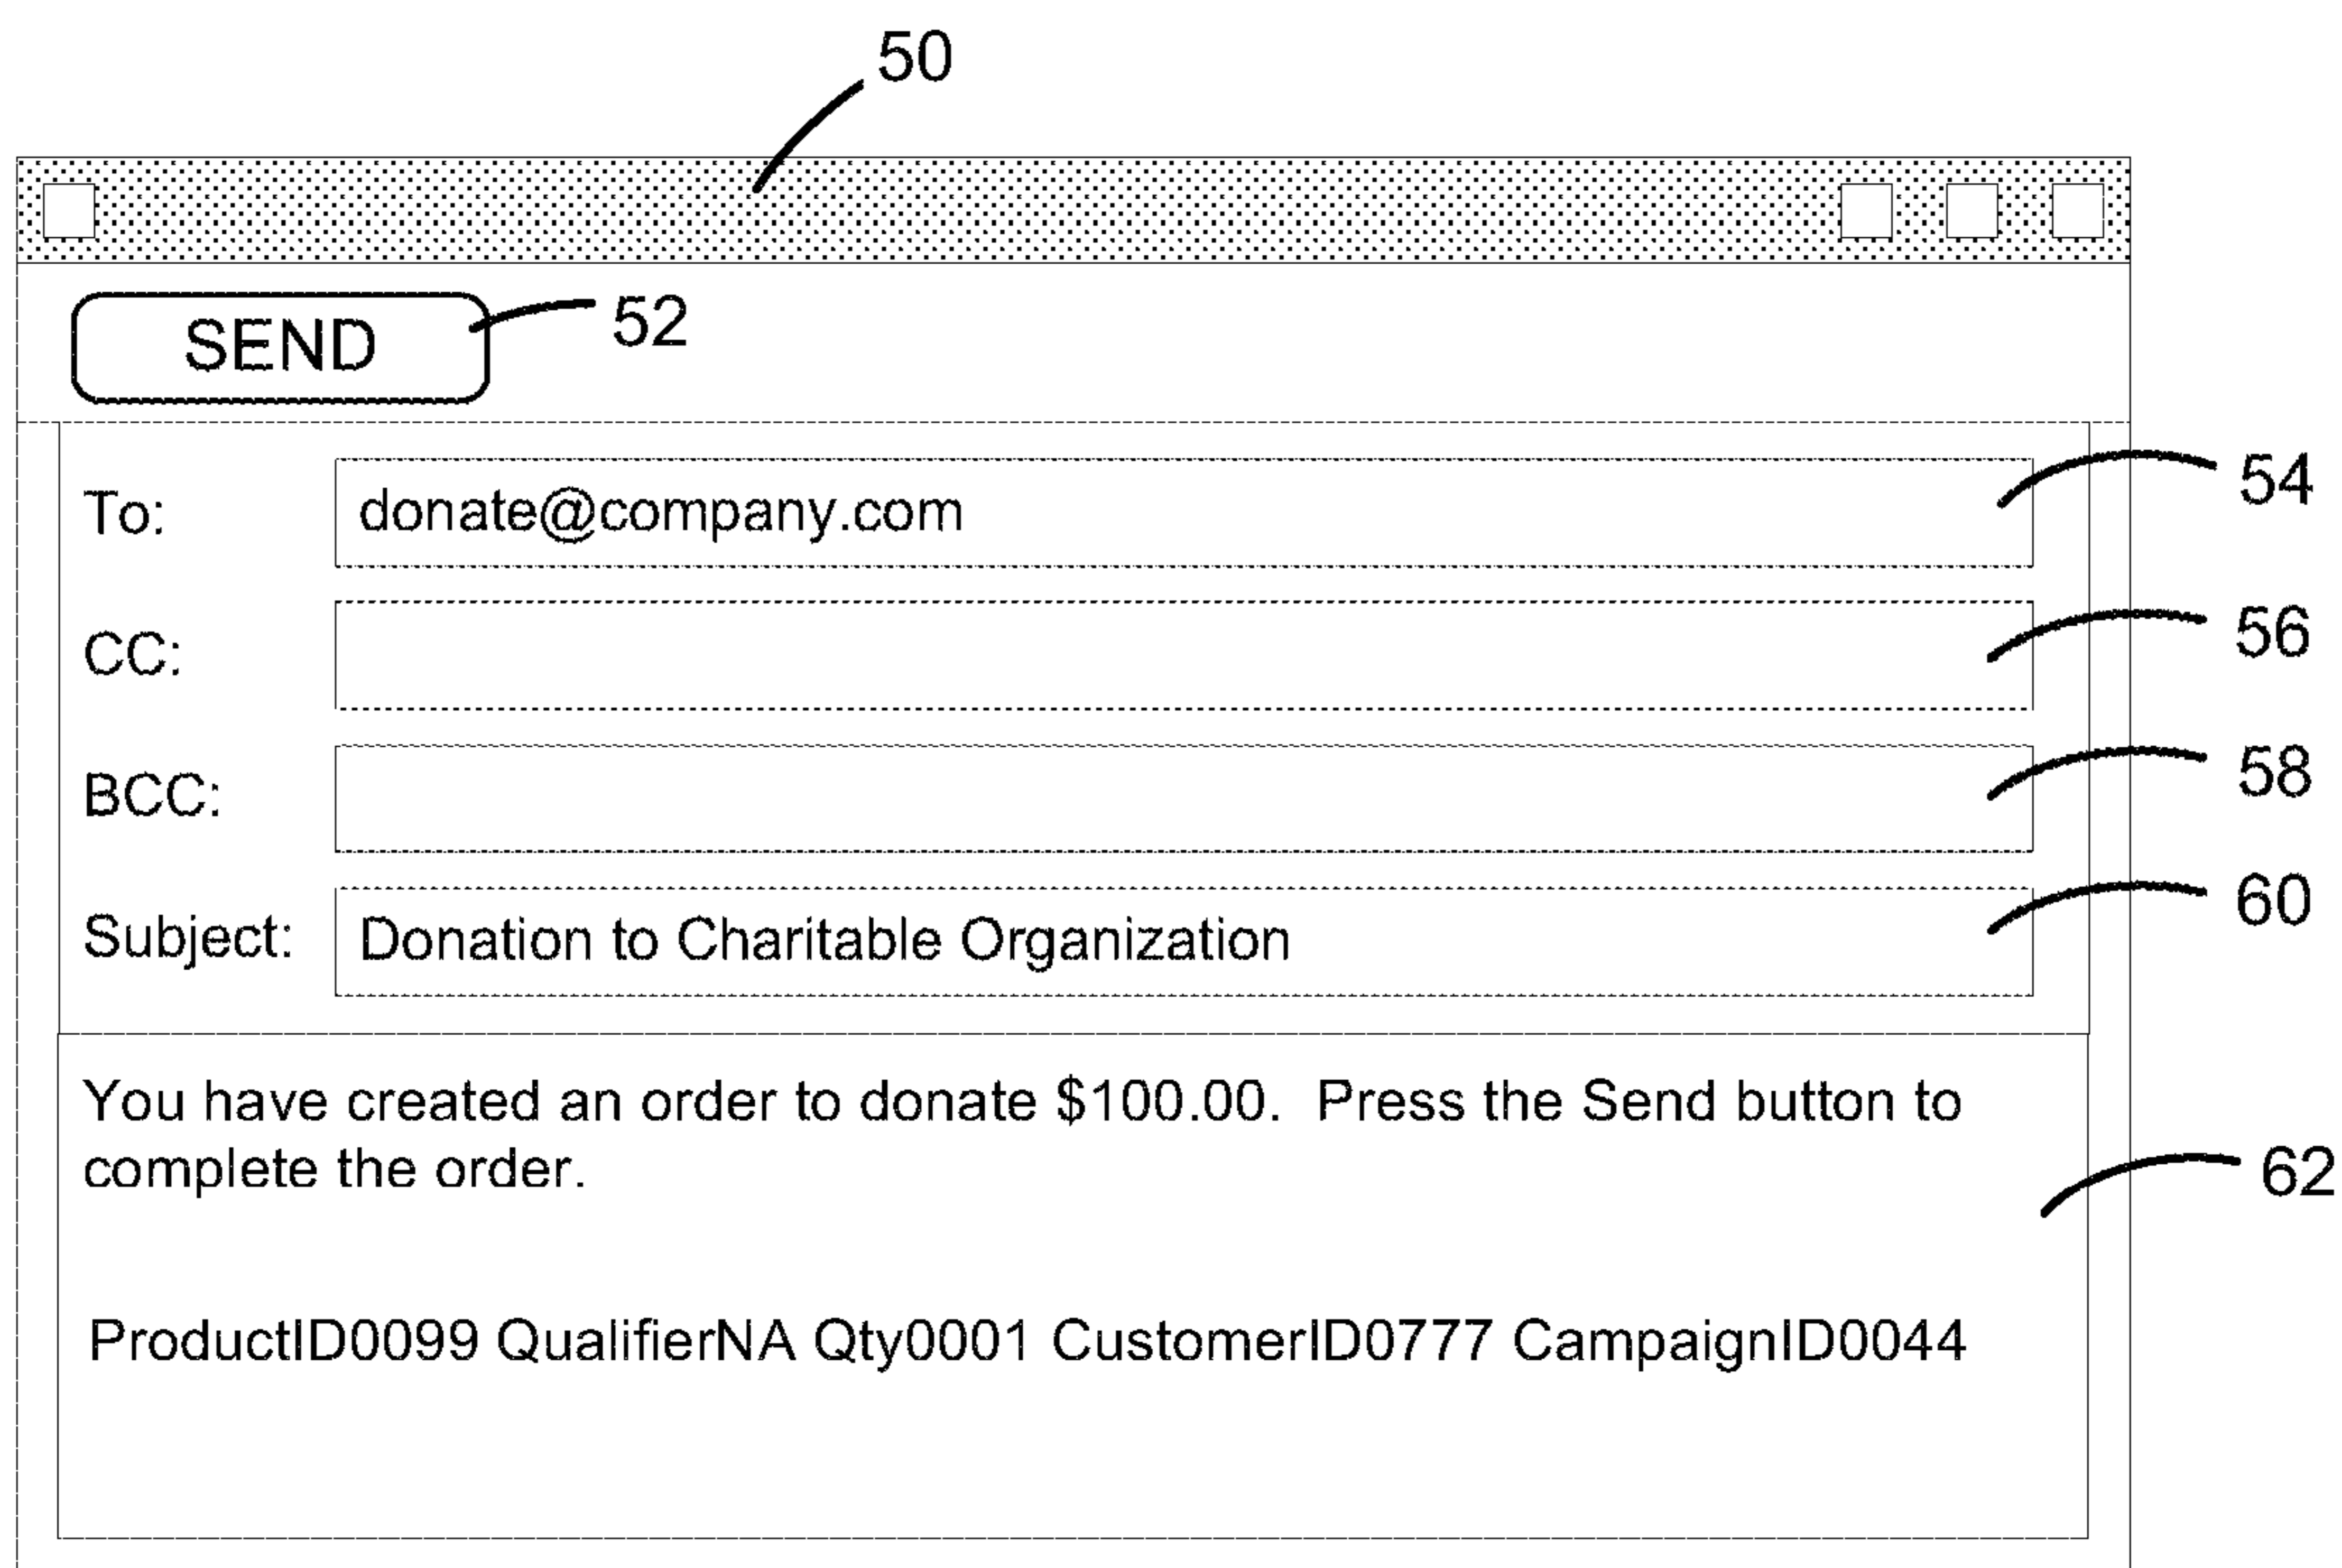 50
SEND 52
To: donate@company.com 54
CC: 56
BCC: 58
Subject: Donation to Charitable Organization 60
You have created an order to donate $100.00.  Press the Send button to
complete the order.
62
ProductID0099 QualifierNA Qty0001 CustomerID0777 CampaignID0044